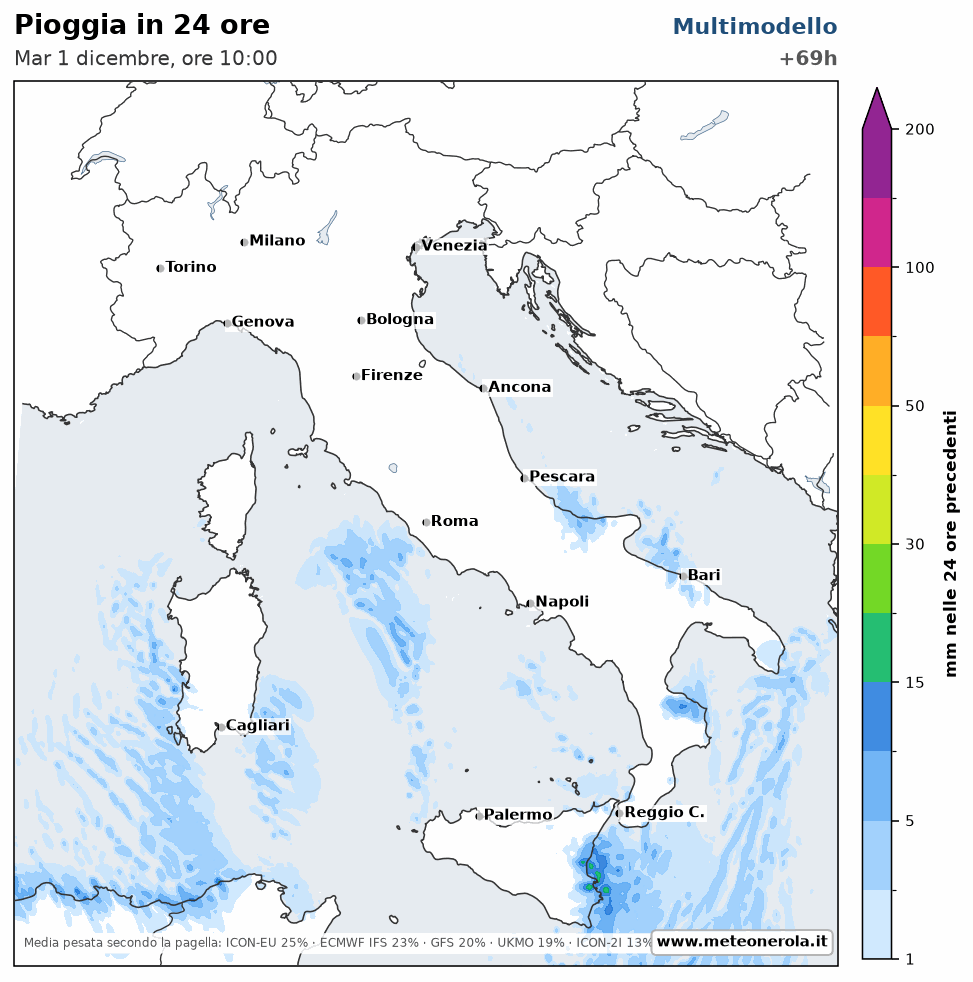 Pioggia in 24 ore
Multimodello
Mar 1 dicembre, ore 10:00
+69h
200
Milano
Venezia
Torino
100
Genova
Bologna
Firenze
Ancona
50
Pescara
Roma
30
Bari
Napoli
15
Cagliari
Palermo
Reggio C.
5
1
mm nelle 24 ore precedenti
Media pesata secondo la pagella: ICON-EU 25% · ECMWF IFS 23% · GFS 20% · UKMO 19% · ICON-2I 13%
www.meteonerola.it